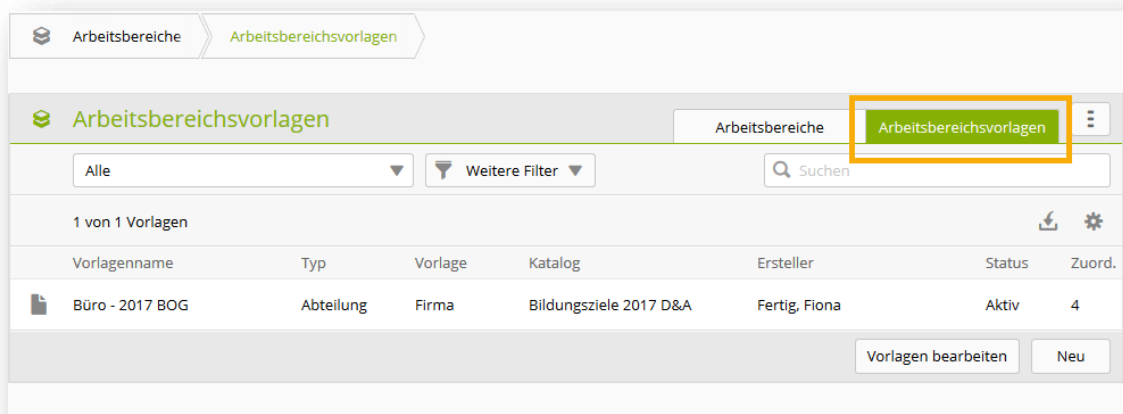 Arbeitsbereiche Arbeitsbereichsvorlagen
Arbeitsbereichsvorlagen Arbeitsbereiche Arbeitsbereichsvorlagen
Alle Weitere Filter Suchen
1 von 1 Vorlagen
Vorlagenname Typ Vorlage Katalog Ersteller Status Zuord.
Büro - 2017 BOG Abteilung Firma Bildungsziele 2017 D&A Fertig, Fiona Aktiv 4
Vorlagen bearbeiten Neu